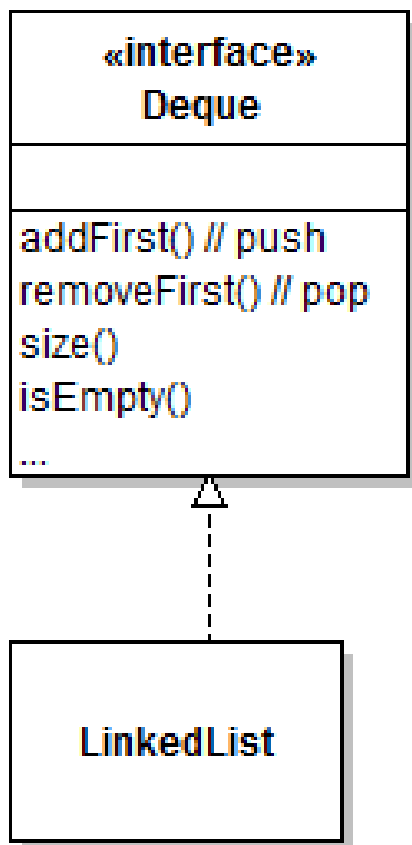 «interface»
Deque
addFirst() // push
removeFirst() // pop
size()
isEmpty()
...
LinkedList